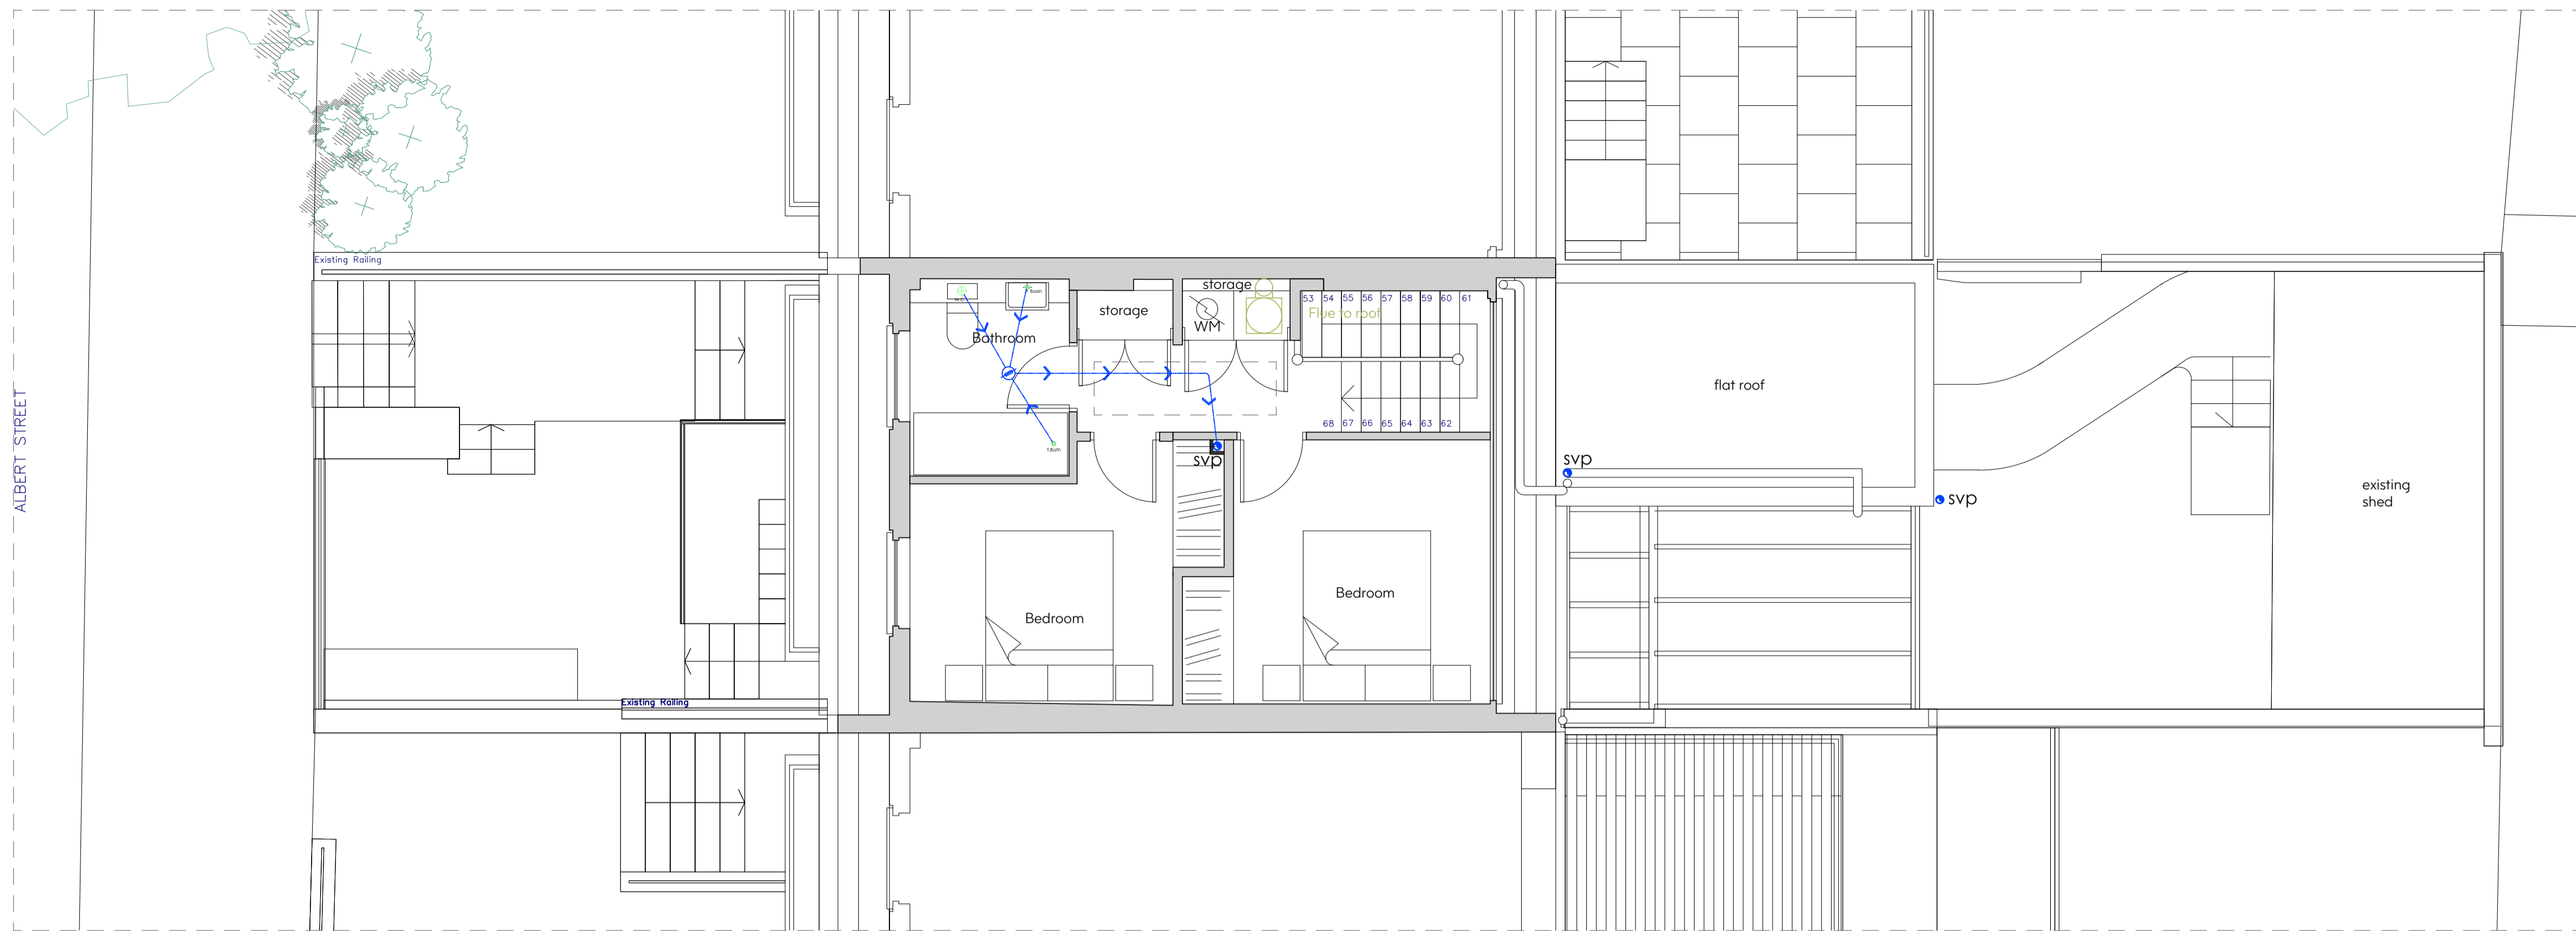 Existing Railing
storage
storage
W.C
Basin
53 54 55 56 57 58 59 60 61
Flue to roof
WM
Bathroom
flat roof
ALBERT STREET
68 67 66 65 64 63 62
T.Bath
svp
svp
svp
existing
shed
Bedroom
Bedroom
Existing Railing